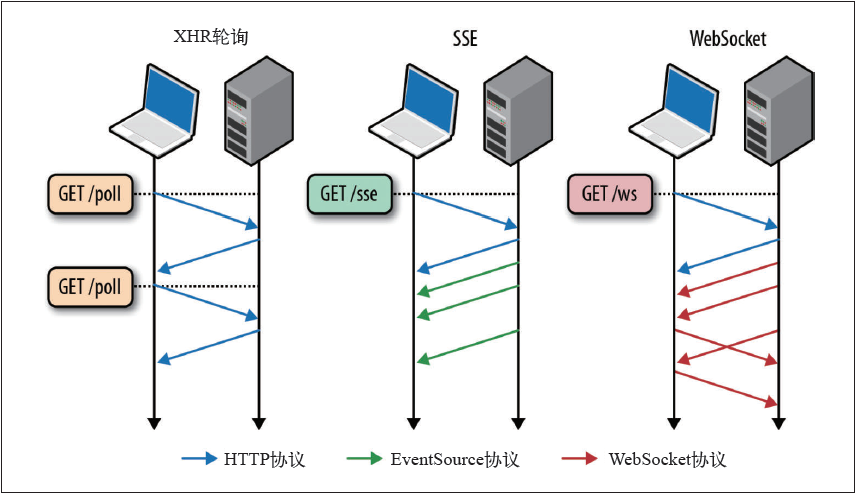 XHR轮询
SSE
WebSocket
GET /poll
GET /sse
GET /ws
GET /poll
HTTP协议
EventSource协议
WebSocket协议